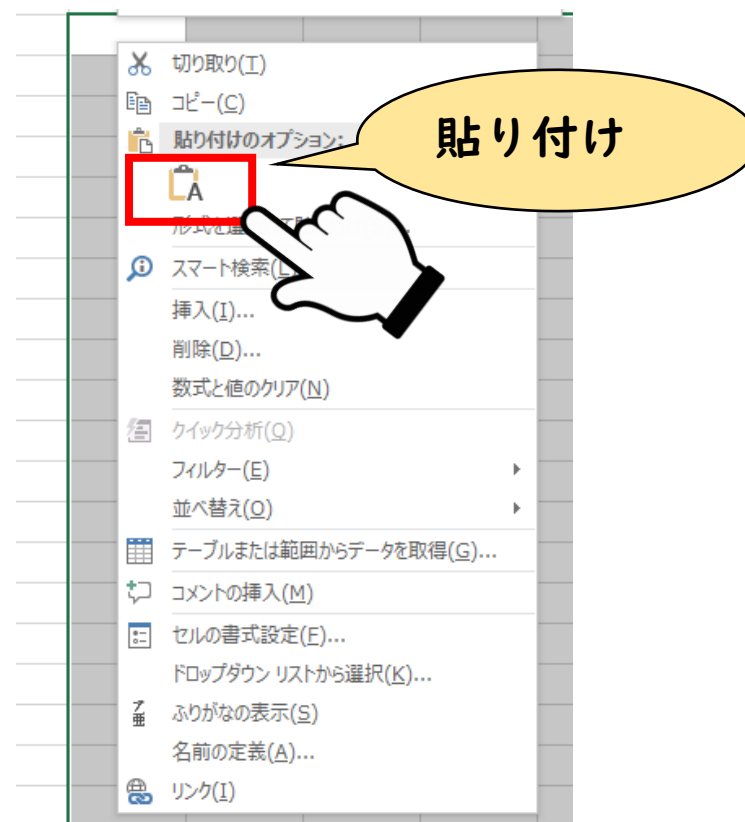 切り取り(T)
コピー(C)
貼り付けのオプション:
貼り付け
A
スマート検索(L)
挿入(I)...
削除(D)...
数式と値のクリア(N)
クイック分析(Q)
フィルター(E)
並べ替え(O)
テーブルまたは範囲からデータを取得(G)...
コメントの挿入(M)
セルの書式設定(F)...
ドロップダウン リストから選択(K)...
ふりがなの表示(S)
名前の定義(A)...
リンク(I)